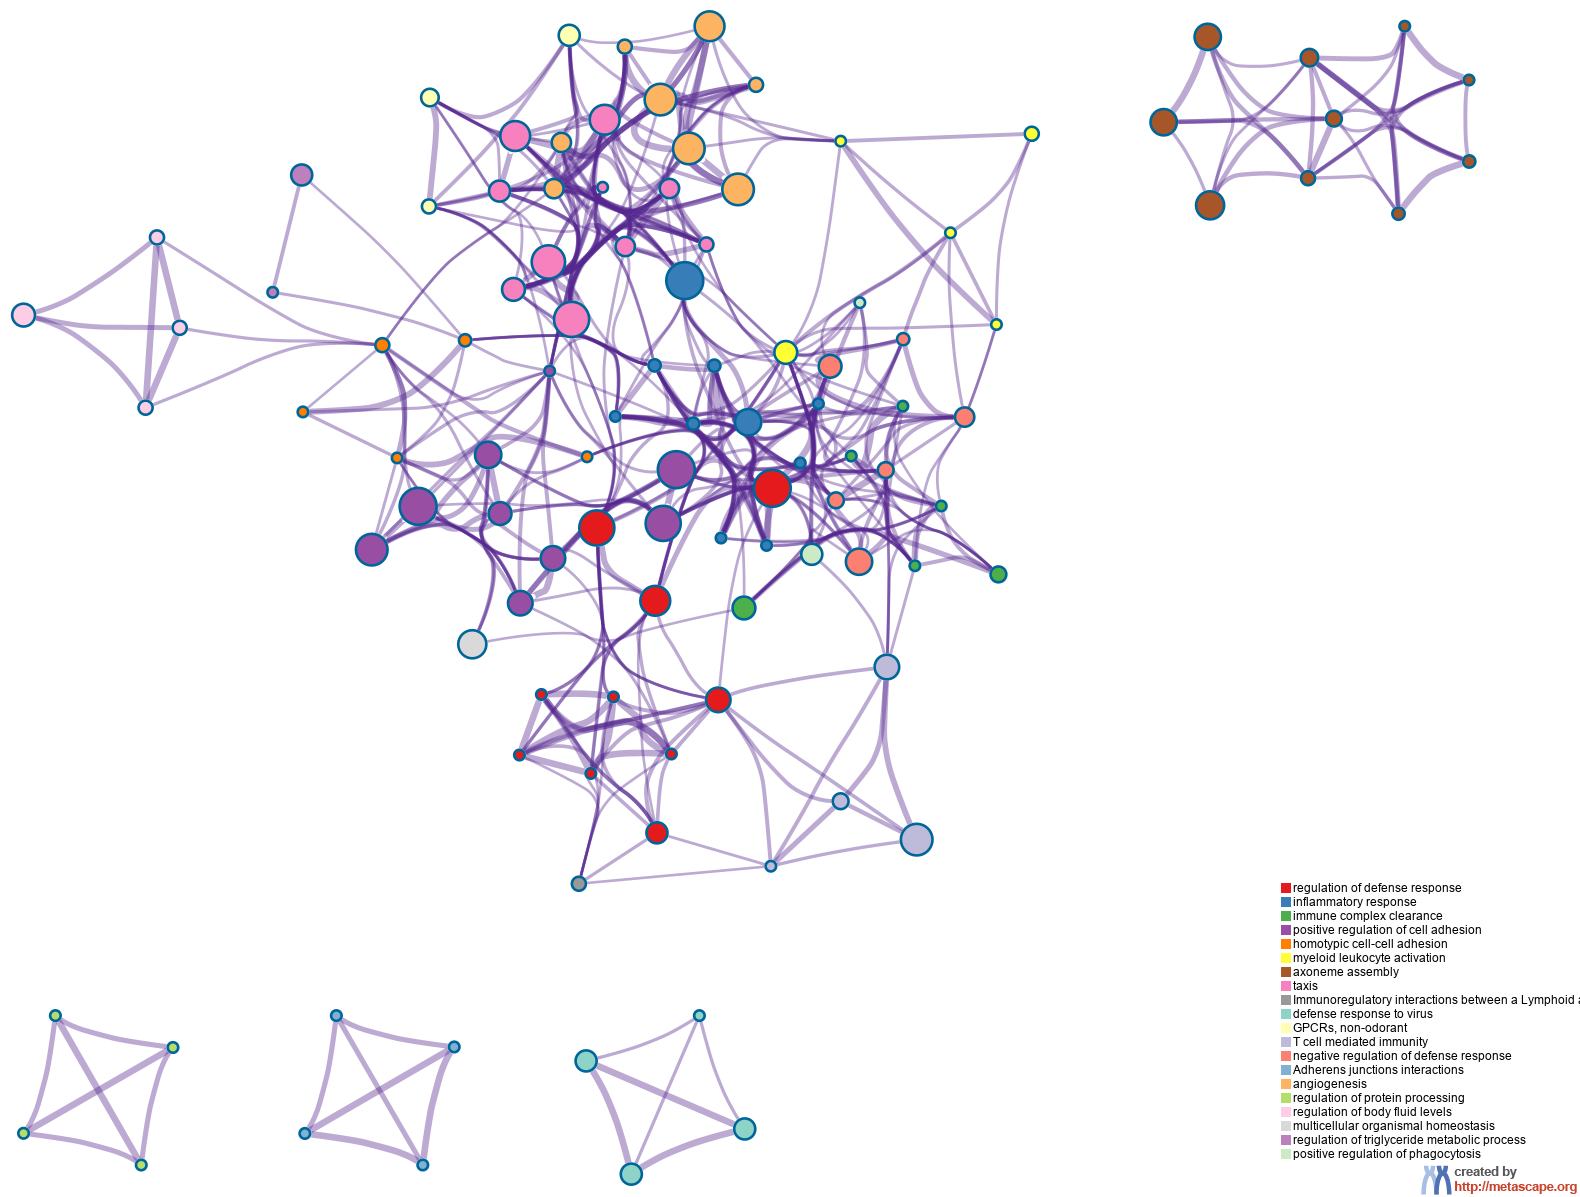 regulation of defense response
inflammatory response
immune complex clearance
positive regulation of cell adhesion
homotypic cell-cell adhesion
myeloid leukocyte activation
axoneme assembly
taxis
Immunoregulatory interactions between a Lymphoid a
defense response to virus
GPCRs, non-odorant
T cell mediated immunity
negative regulation of defense response
Adherens junctions interactions
angiogenesis
regulation of protein processing
regulation of body fluid levels
multicellular organismal homeostasis
regulation of triglyceride metabolic process
positive regulation of phagocytosis
created by
http://metascape.org